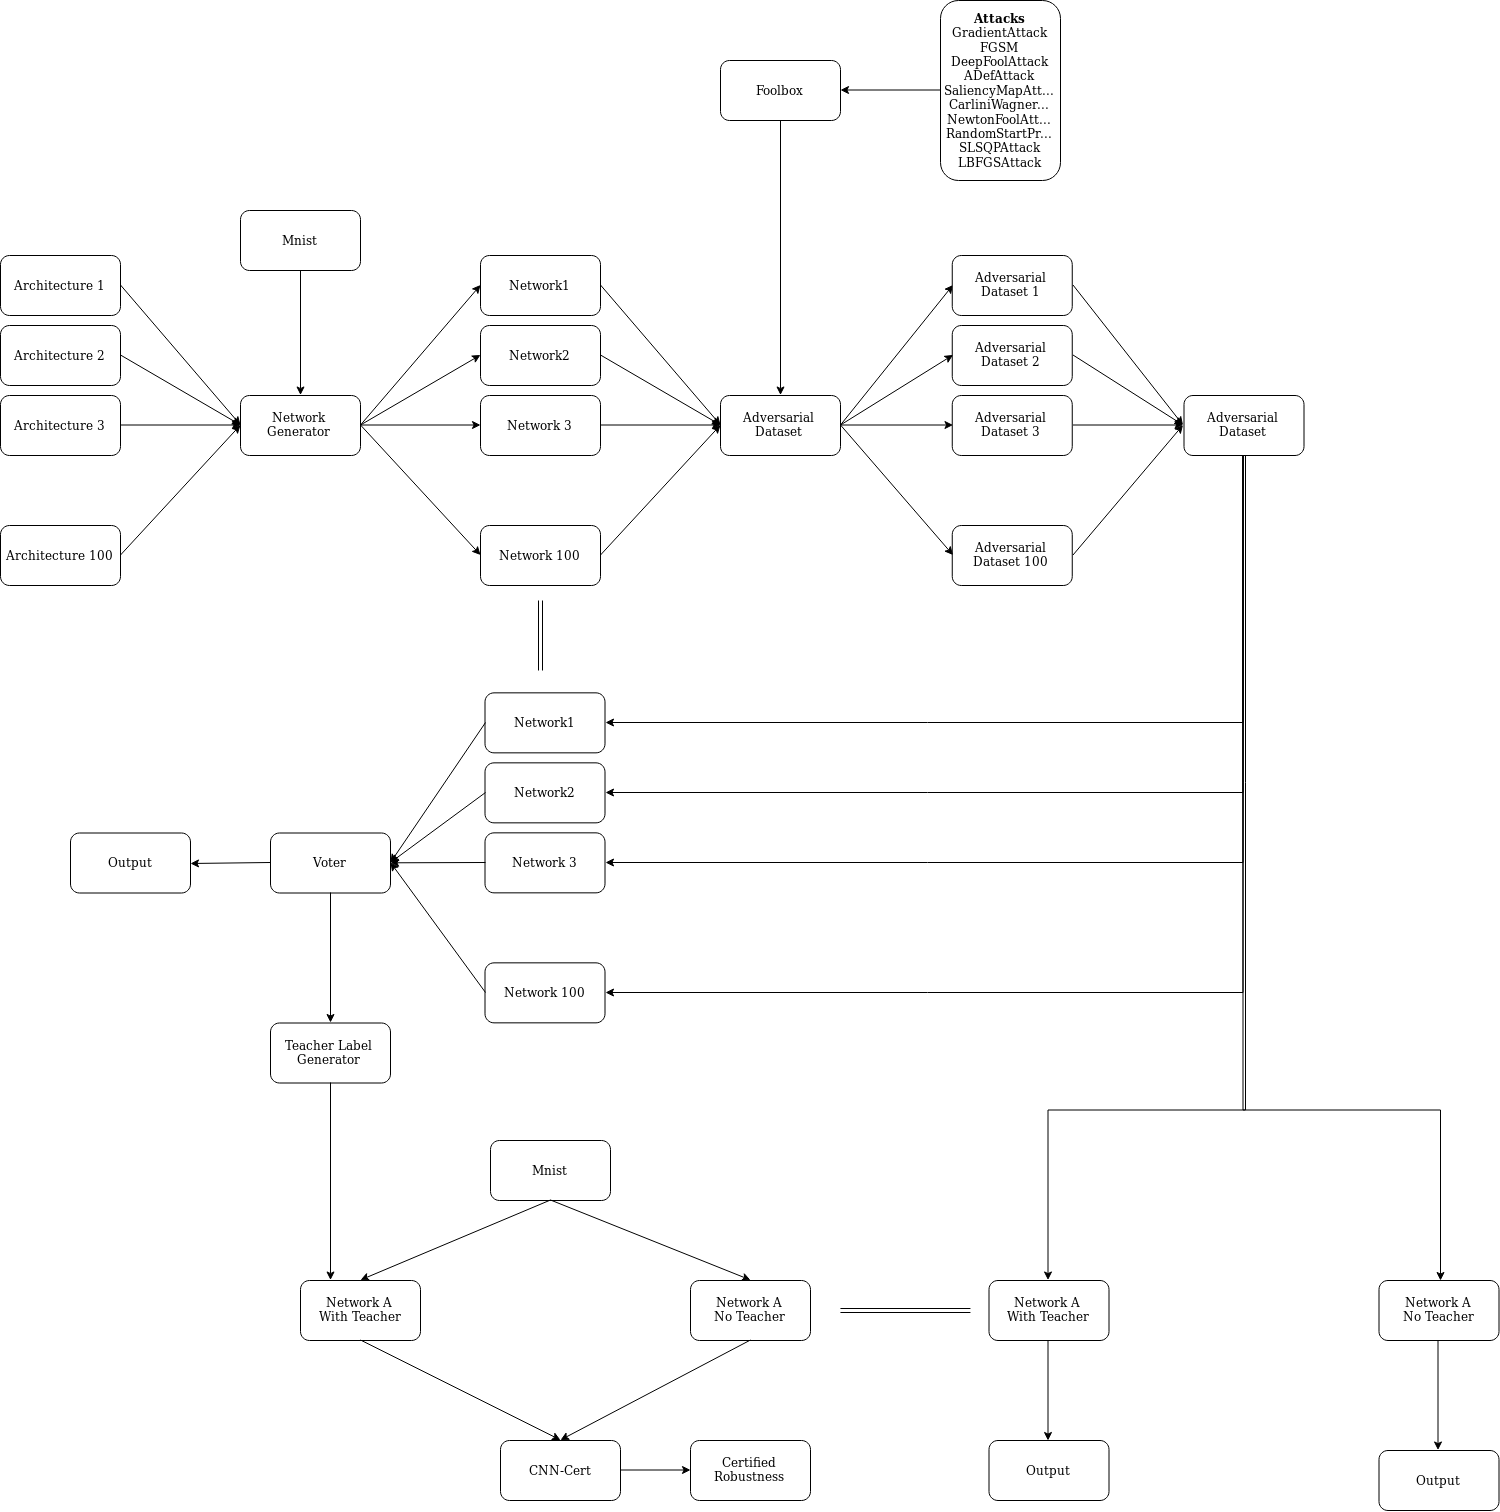 Attacks
GradientAttack
FGSM
DeepFoolAttack
ADefAttack
SaliencyMapAtt...
CarliniWagner...
NewtonFoolAtt...
RandomStartPr...
SLSQPAttack
LBFGSAttack
Foolbox
Mnist
Architecture 1
Network1
Adversarial
Dataset 1
Architecture 2
Network2
Adversarial
Dataset 2
Architecture 3
Network
Generator
Network 3
Adversarial
Dataset
Adversarial
Dataset 3
Adversarial
Dataset
Architecture 100
Network 100
Adversarial
Dataset 100
Network1
Network2
Output
Voter
Network 3
Network 100
Teacher Label
Generator
Mnist
Network A
With Teacher
Network A
No Teacher
Network A
With Teacher
Network A
No Teacher
CNN-Cert
Certified
Robustness
Output
Output